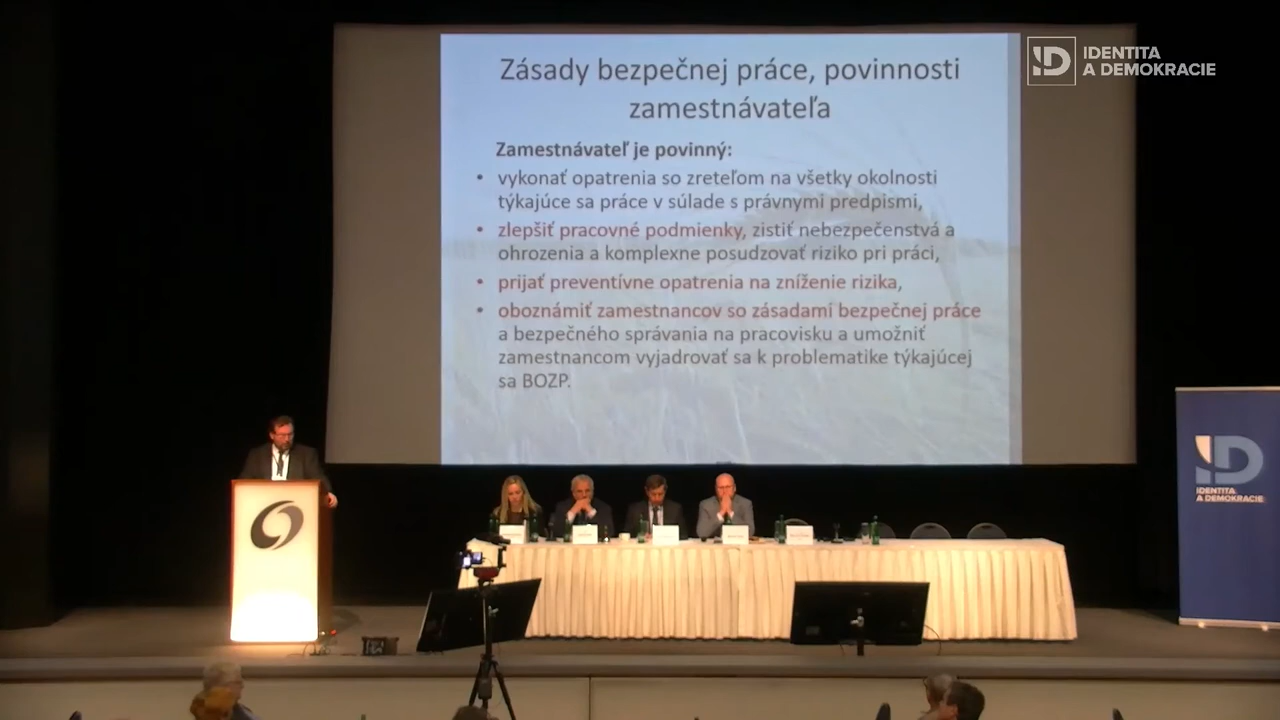 Zásady bezpečnej práce, povinnosti
zamestnávateľa
Zamestnávateľ je povinný:
• vykonať opatrenia so zreteľom na všetky okolnosti
týkajúce sa práce v súlade s právnymi predpismi,
• zlepšiť pracovné podmienky, zistiť nebezpečenstvá a
ohrozenia a komplexne posudzovať riziko pri práci,
• prijať preventívne opatrenia na zníženie rizika,
• oboznámiť zamestnancov so zásadami bezpečnej práce
a bezpečného správania na pracovisku a umožniť
zamestnancom vyjadrovať sa k problematike týkajúcej
sa BOZP.
ID IDENTITA
A DEMOKRACIE
ID
IDENTITA
A DEMOKRACIE